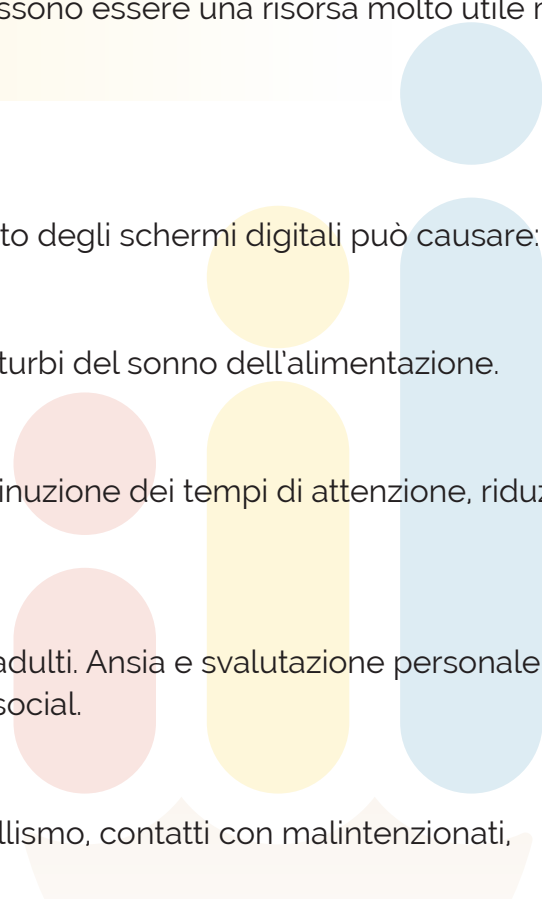 ssono essere una risorsa molto utile
to degli schermi digitali può causare:
turbi del sonno dell'alimentazione.
inuzione dei tempi di attenzione, riduz
adulti. Ansia e svalutazione personale
social.
llismo, contatti con malintenzionati,